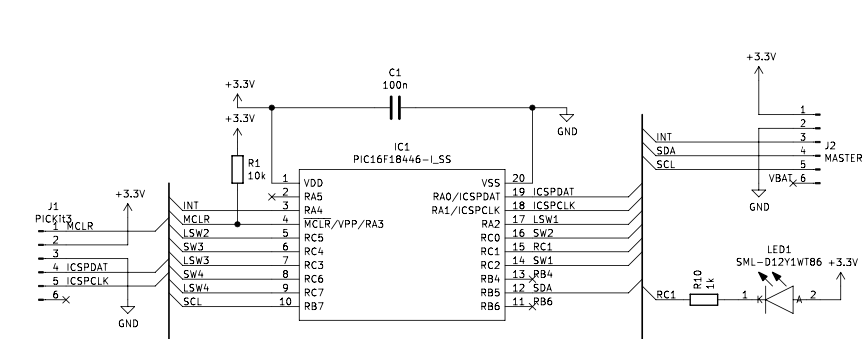 C1
100n
+3.3V
+3.3V
GND
+3.3V
R1
10k
IC1
PIC16F18446-I_SS
1 VDD
2 RA5
3 RA4
4 MCLR/VPP/RA3
5 RC5
6 RC4
7 RC3
8 RC6
9 RC7
10 RB7
INT
MCLR
LSW2
SW3
LSW3
SW4
LSW4
SCL
VSS 20
RA0/ICSPDAT 19 ICSPDAT
RA1/ICSPCLK 18 ICSPCLK
RA2 17 LSW1
RC0 16 SW2
RC1 15 RC1
RC2 14 SW1
RB4 13 RB4
RB5 12 SDA
RB6 11 RB6
J1
PICKit3
+3.3V
1 MCLR
2
3
4 ICSPDAT
5 ICSPCLK
6
GND
1
2
INT 3
SDA 4
SCL 5
VBAT 6
J2
MASTER
GND
LED1
SML-D12Y1WT86
+3.3V
RC1
R10
1k
1 K A 2